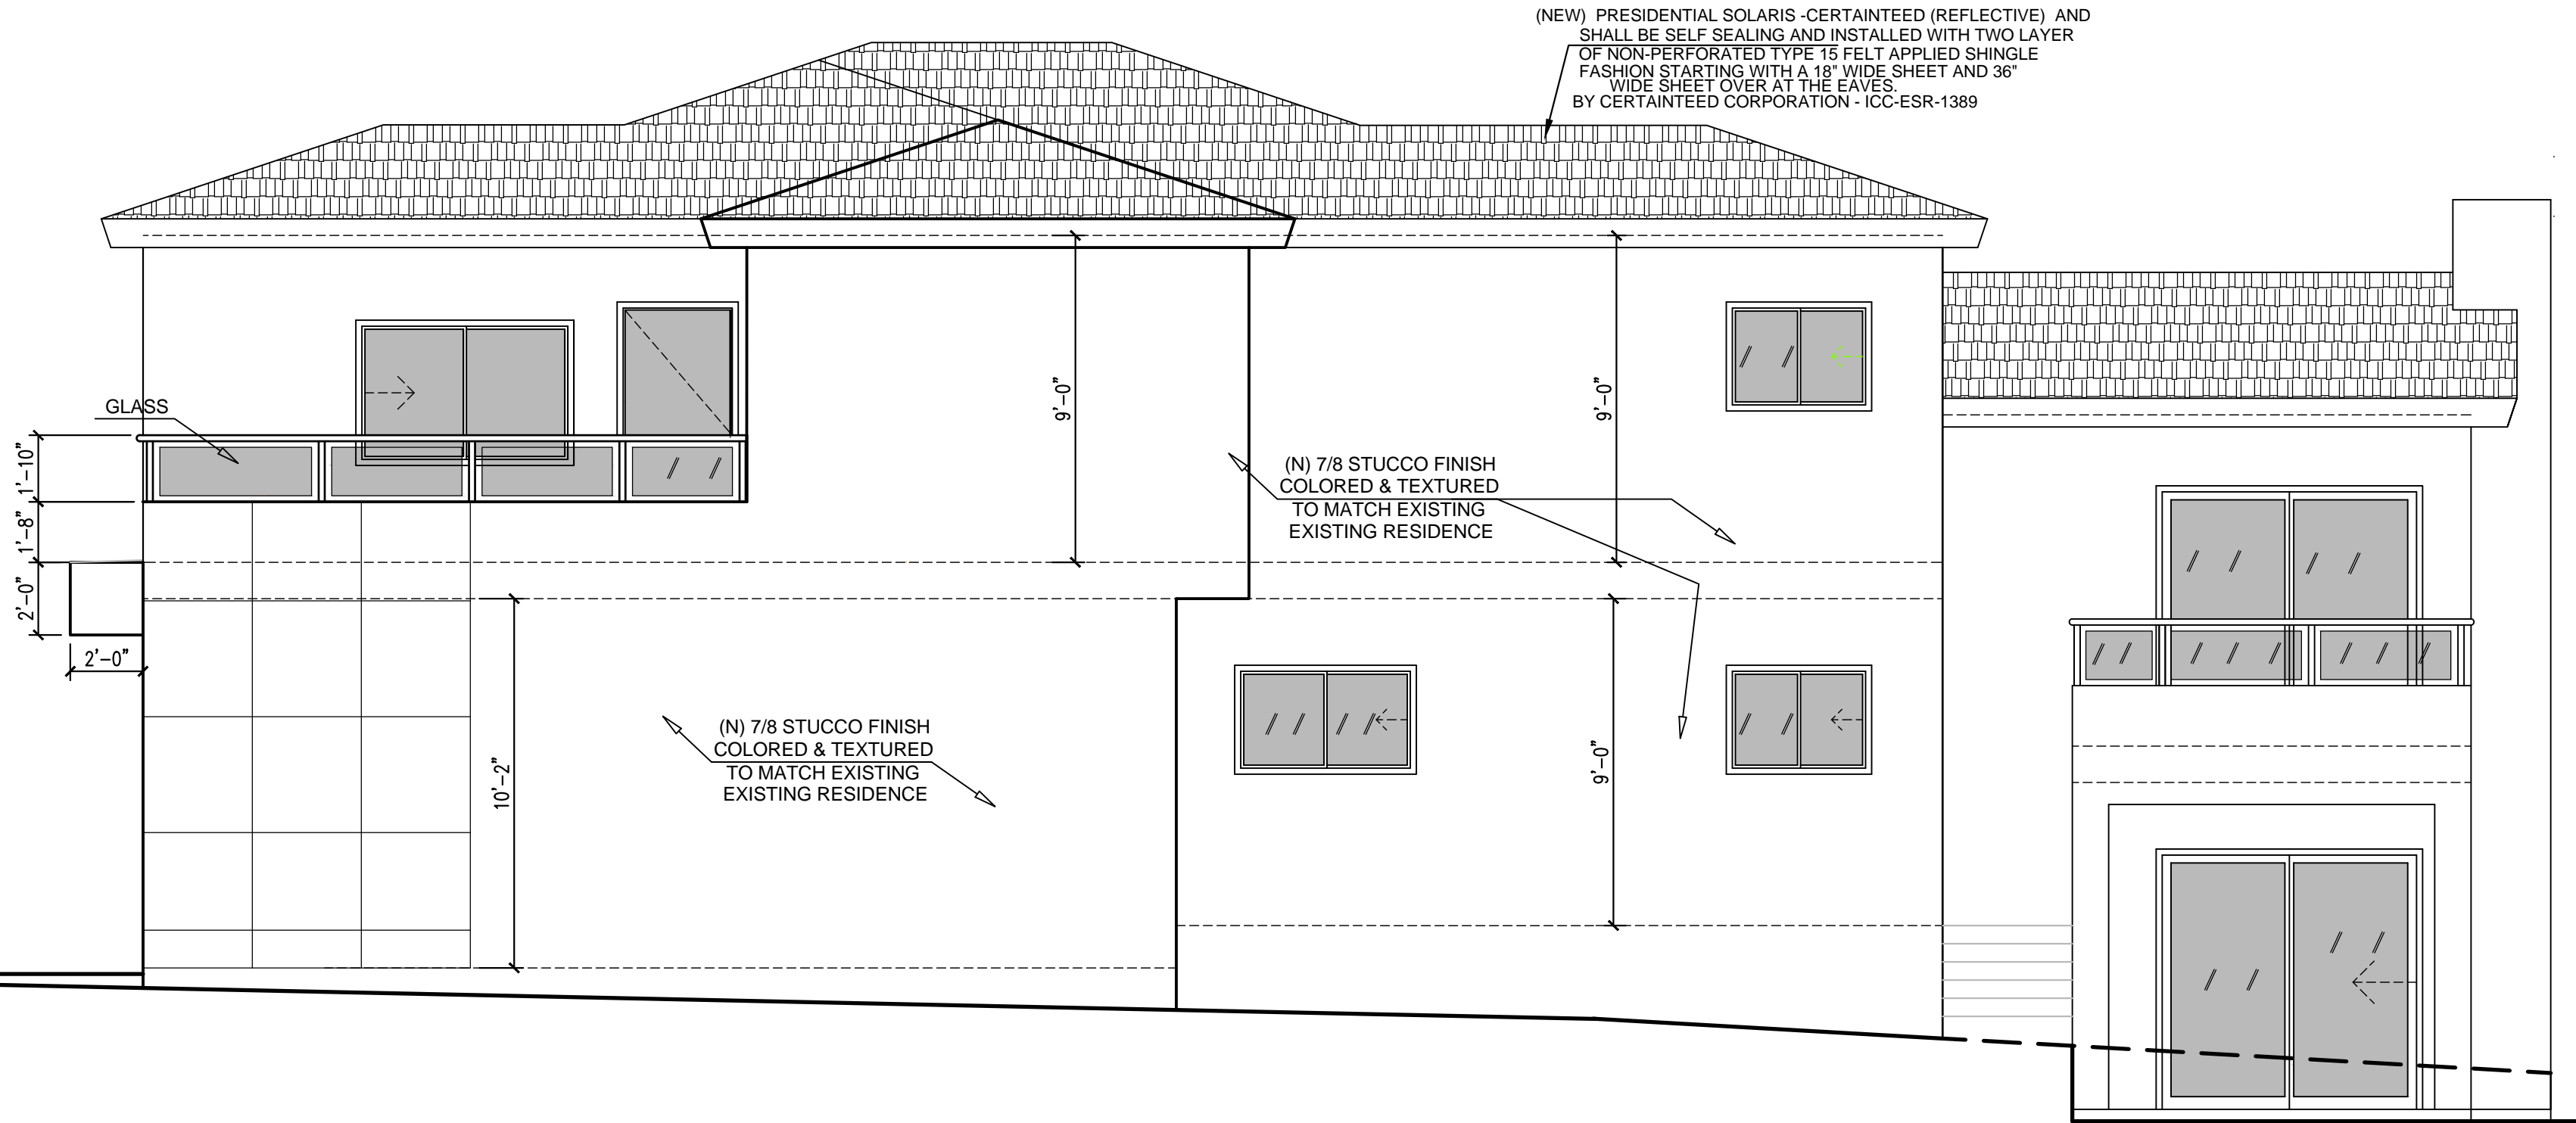 (NEW) PRESIDENTIAL SOLARIS -CERTAINTEED (REFLECTIVE) AND
SHALL BE SELF SEALING AND INSTALLED WITH TWO LAYER
OF NON-PERFORATED TYPE 15 FELT APPLIED SHINGLE
FASHION STARTING WITH A 18" WIDE SHEET AND 36"
WIDE SHEET OVER AT THE EAVES.
BY CERTAINTEED CORPORATION - ICC-ESR-1389
GLASS
1'-10"
1'-8"
2'-0"
2'-0"
9'-0"
9'-0"
(N) 7/8 STUCCO FINISH
COLORED & TEXTURED
TO MATCH EXISTING
EXISTING RESIDENCE
10'-2"
(N) 7/8 STUCCO FINISH
COLORED & TEXTURED
TO MATCH EXISTING
EXISTING RESIDENCE
9'-0"